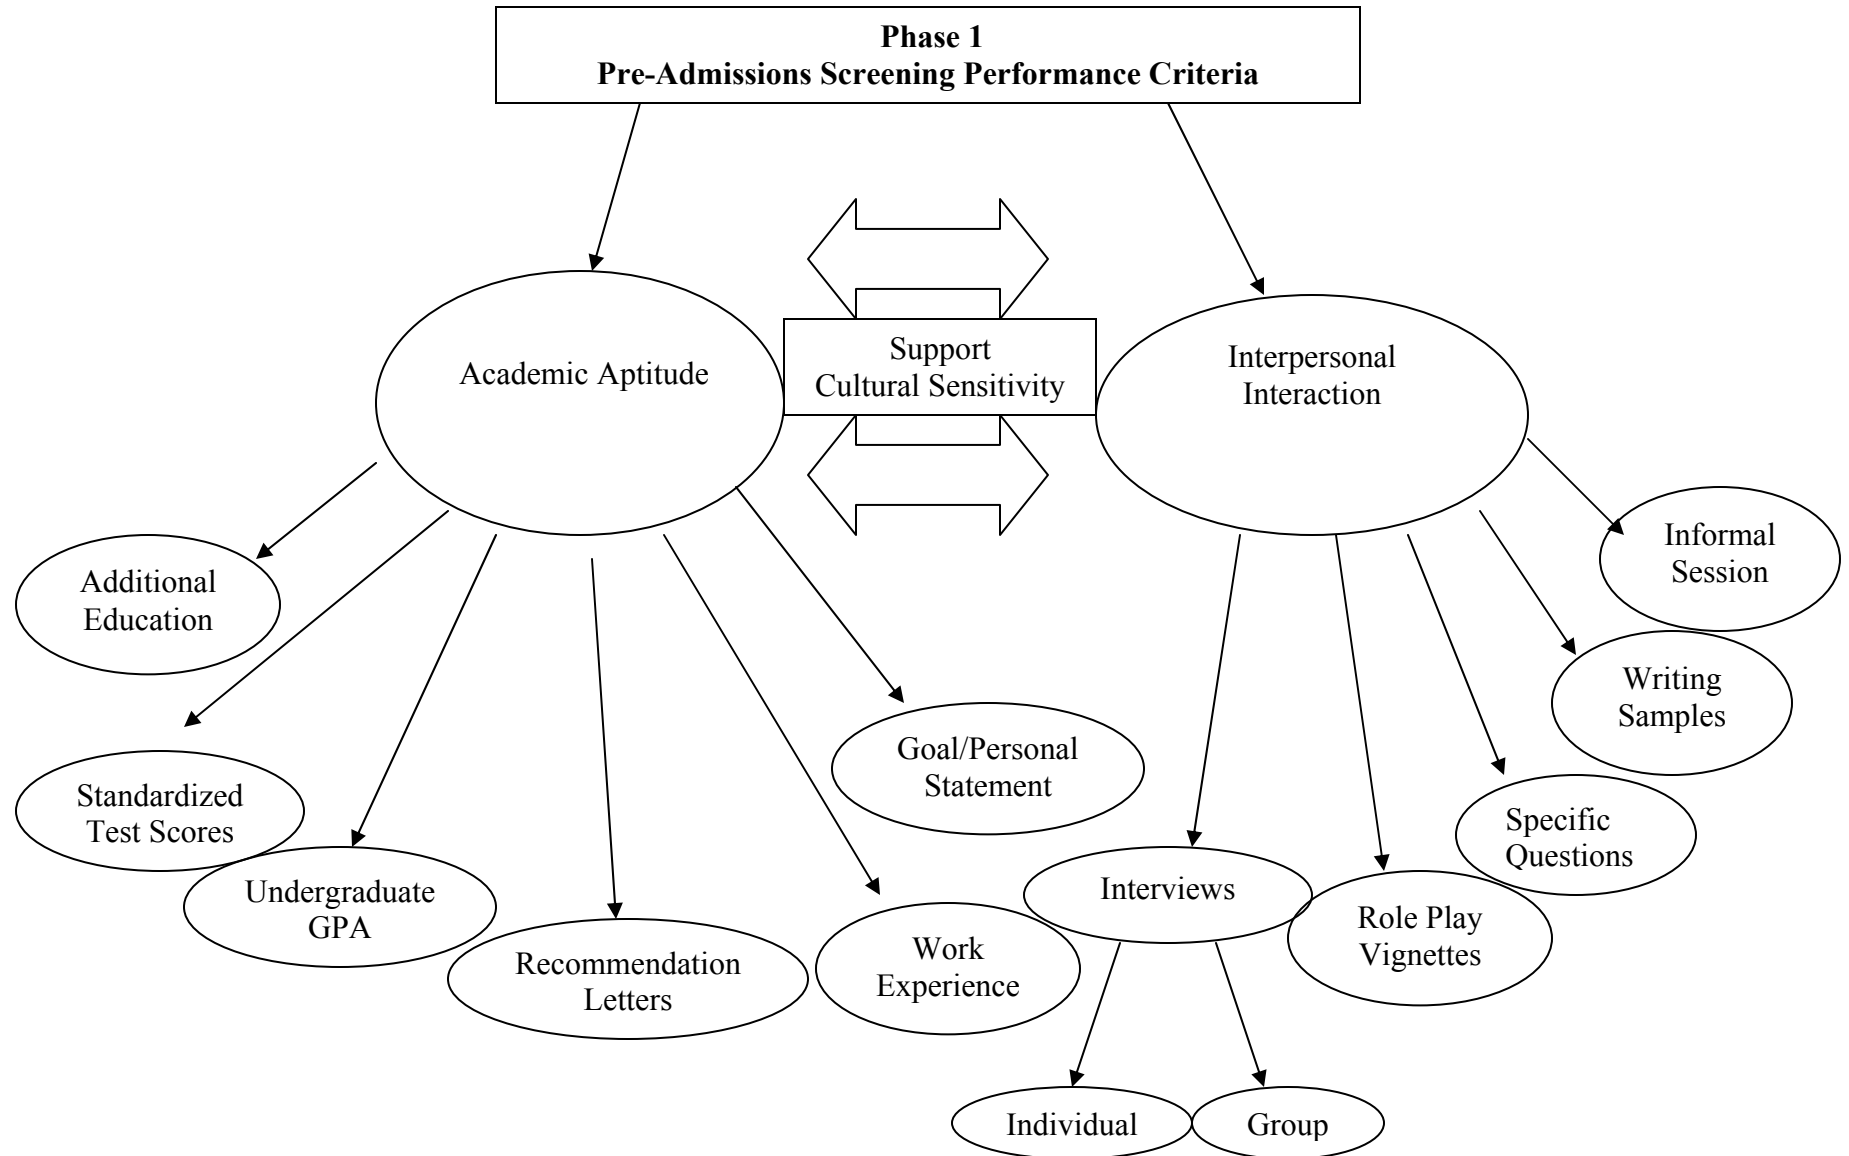 Phase 1
Pre-Admissions Screening Performance Criteria
Support
Cultural Sensitivity
Academic Aptitude
Interpersonal
Interaction
Additional
Education
Standardized
Test Scores
Undergraduate
GPA
Recommendation
Letters
Work
Experience
Goal/Personal
Statement
Interviews
Individual
Group
Role Play
Vignettes
Specific
Questions
Writing
Samples
Informal
Session